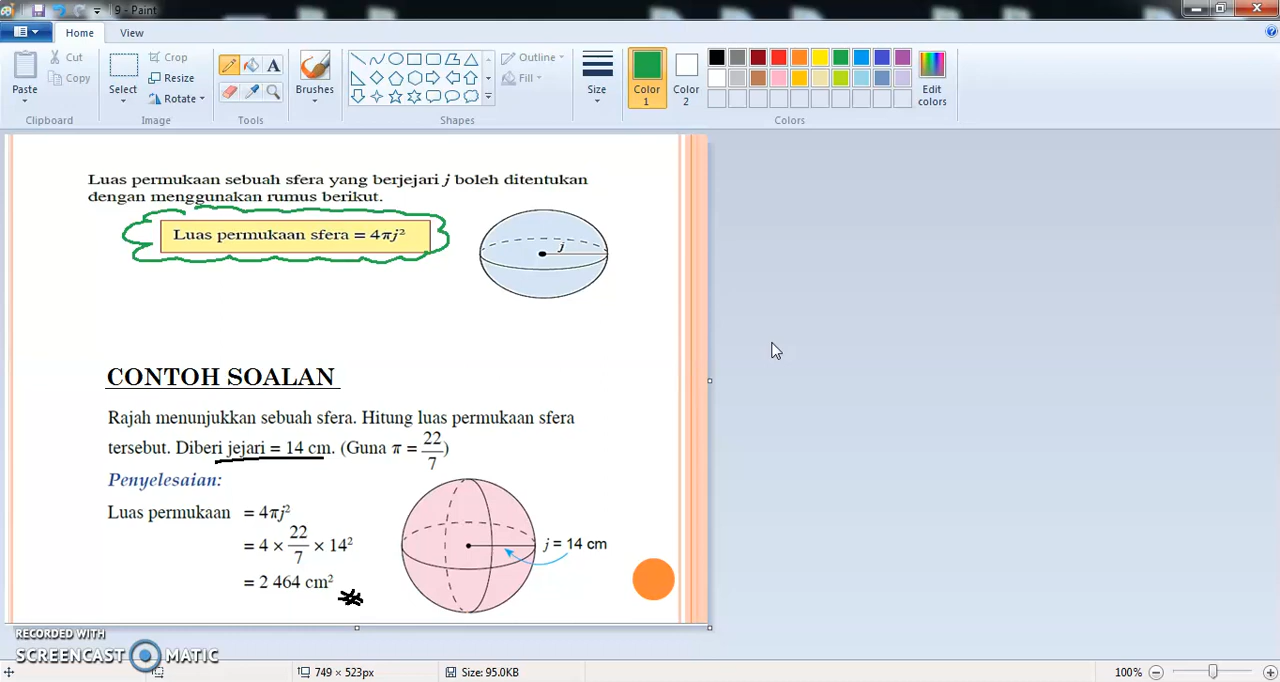 9 - Paint
Home View
Paste
Cut
Copy
Clipboard
Select
Crop
Resize
Rotate
Image
A
Tools
Brushes
Outline
Fill
Shapes
Size
Color 1
Color 2
Edit colors
Colors
Luas permukaan sebuah sfera yang berjejari j boleh ditentukan
dengan menggunakan rumus berikut.
Luas permukaan sfera = 4πj²
j
CONTOH SOALAN
Rajah menunjukkan sebuah sfera. Hitung luas permukaan sfera
tersebut. Diberi jejari = 14 cm. (Guna π = 22/7)
Penyelesaian:
Luas permukaan = 4πj²
= 4 × 22/7 × 14²
= 2 464 cm²
j = 14 cm
RECORDED WITH
SCREENCAST MATIC
749 × 523px
Size: 95.0KB
100%